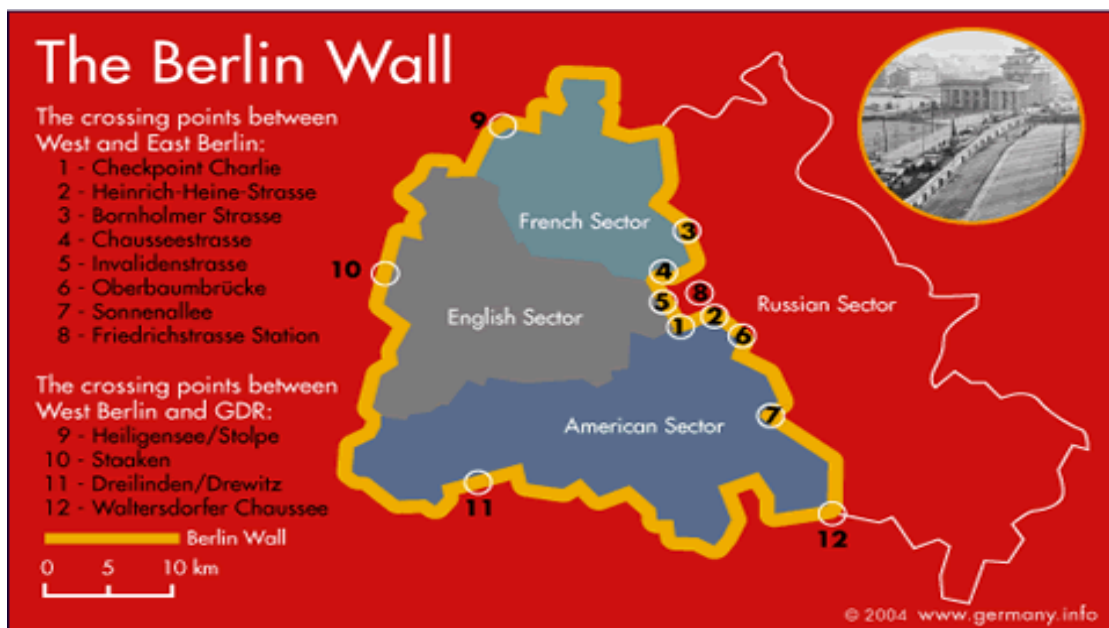 The Berlin Wall
The crossing points between
West and East Berlin:
1 - Checkpoint Charlie
2 - Heinrich-Heine-Strasse
3 - Bornholmer Strasse
4 - Chausseestrasse
5 - Invalidenstrasse
6 - Oberbaumbrücke
7 - Sonnenallee
8 - Friedrichstrasse Station
The crossing points between
West Berlin and GDR:
9 - Heiligensee/Stolpe
10 - Staaken
11 - Dreilinden/Drewitz
12 - Waltersdorfer Chaussee
Berlin Wall
0 5 10 km
9
French Sector
3
4
10
8
5
Russian Sector
English Sector
2
1
6
7
American Sector
11
12
© 2004 www.germany.info